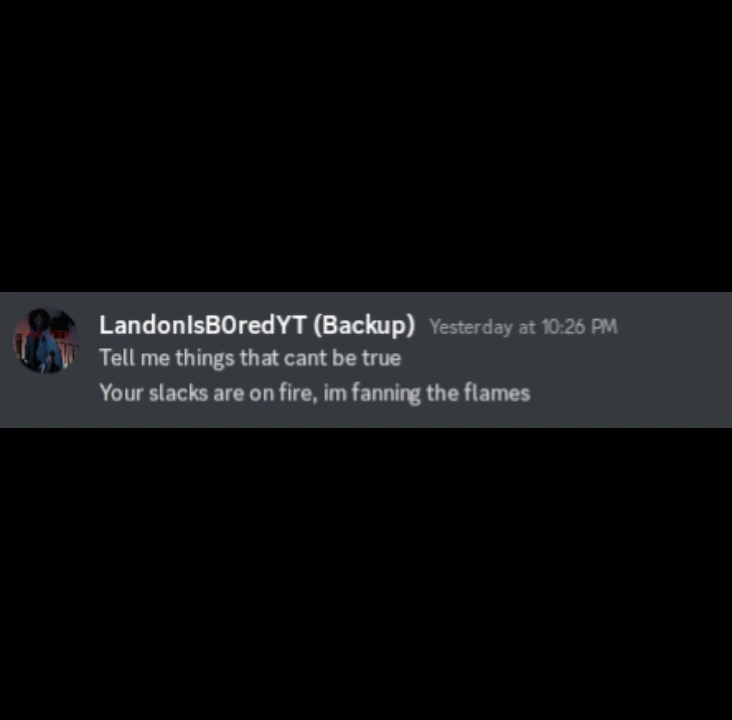 LandonIsB0redYT (Backup) Yesterday at 10:26 PM
Tell me things that cant be true
Your slacks are on fire, im fanning the flames